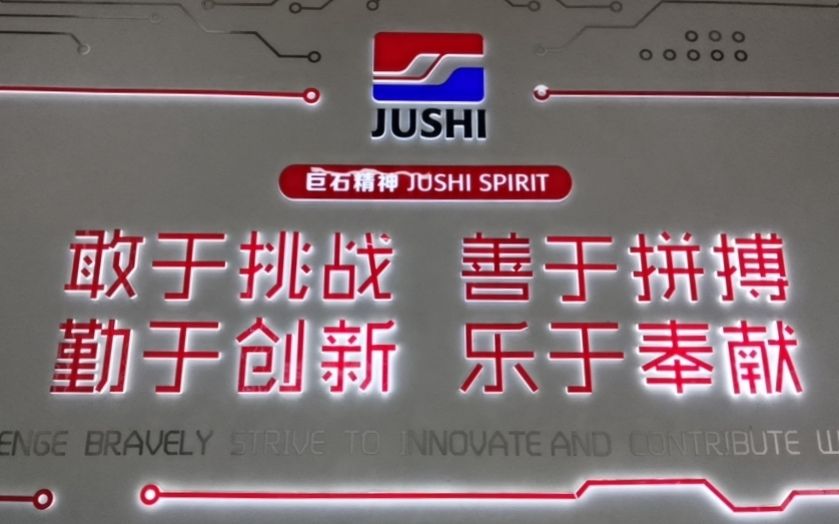 JUSHI
巨石精神 JUSHI SPIRIT
敢于挑战 善于拼搏
勤于创新 乐于奉献
ENGE BRAVELY STRIVE TO INNOVATE AND CONTRIBUTE W